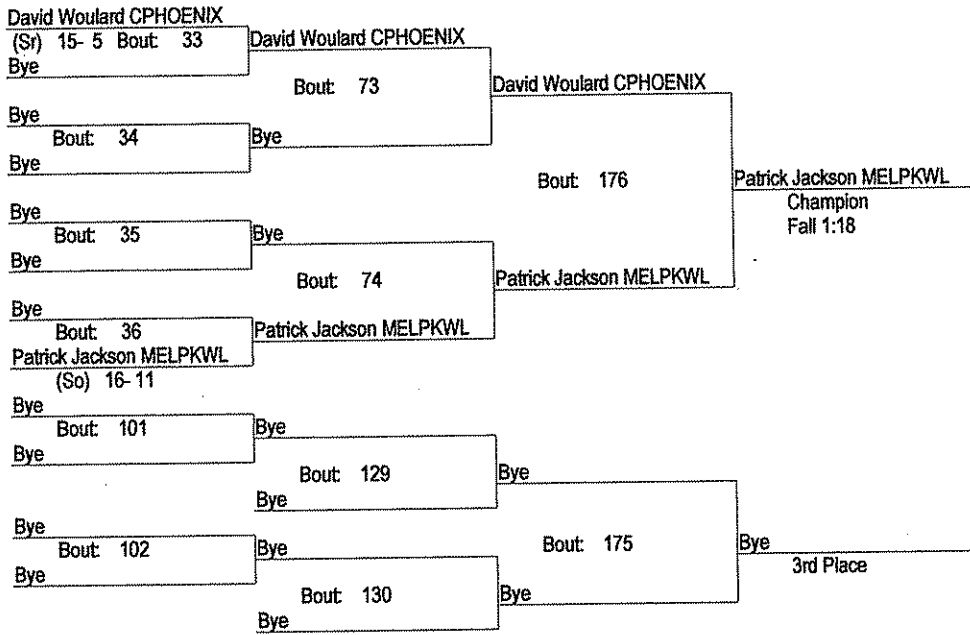 David Woulard CPHOENIX
(Sr) 15- 5 Bout: 33
Bye
David Woulard CPHOENIX
Bout: 73
David Woulard CPHOENIX
Bye
Bout: 34
Bye
Bye
Bout: 176
Patrick Jackson MELPKWL
Champion
Fall 1:18
Bye
Bout: 35
Bye
Bye
Bout: 74
Patrick Jackson MELPKWL
Bye
Bout: 36
Patrick Jackson MELPKWL
Patrick Jackson MELPKWL
(So) 16- 11
Bye
Bout: 101
Bye
Bye
Bout: 129
Bye
Bye
Bye
Bout: 102
Bye
Bye
Bout: 130
Bye
Bye
Bout: 175
Bye
3rd Place